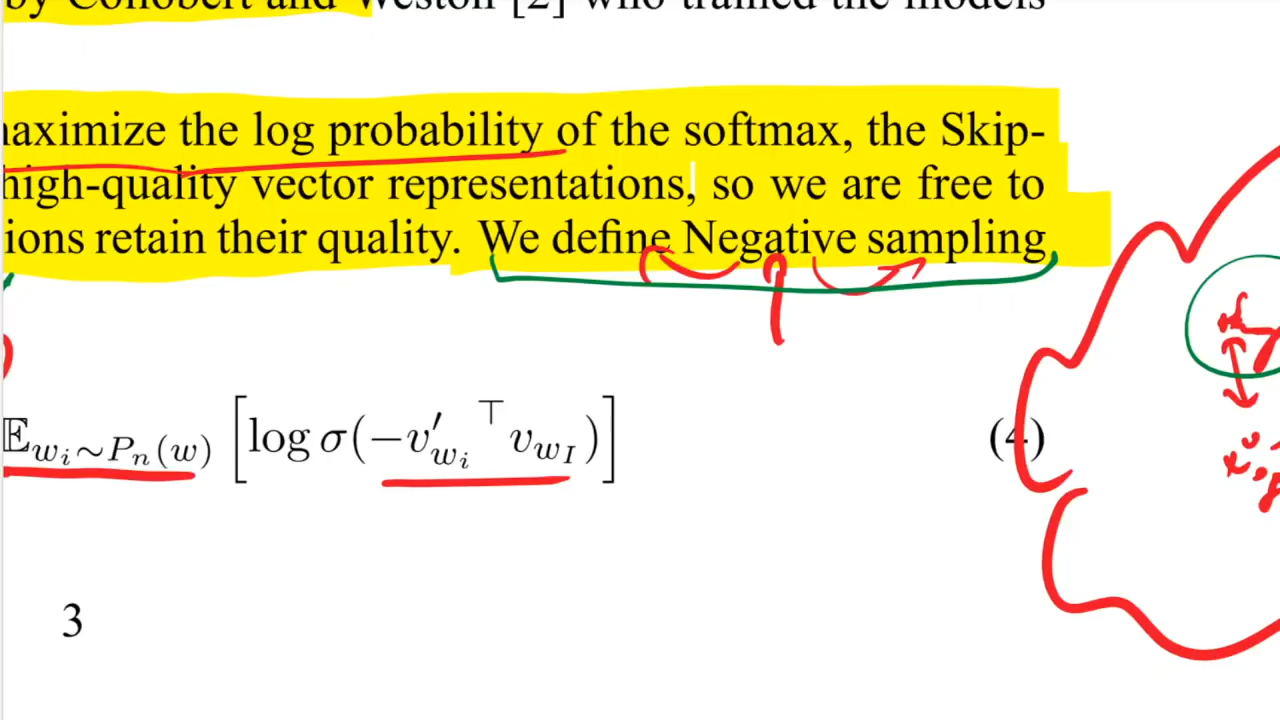 by Collobert and Weston [2] who trained the models
maximize the log probability of the softmax, the Skip-
high-quality vector representations, so we are free to
ions retain their quality. We define Negative sampling
𝔼_{w_i∼P_n(w)} [log σ(−v′_{w_i}^⊤ v_{w_I})] (4)
3